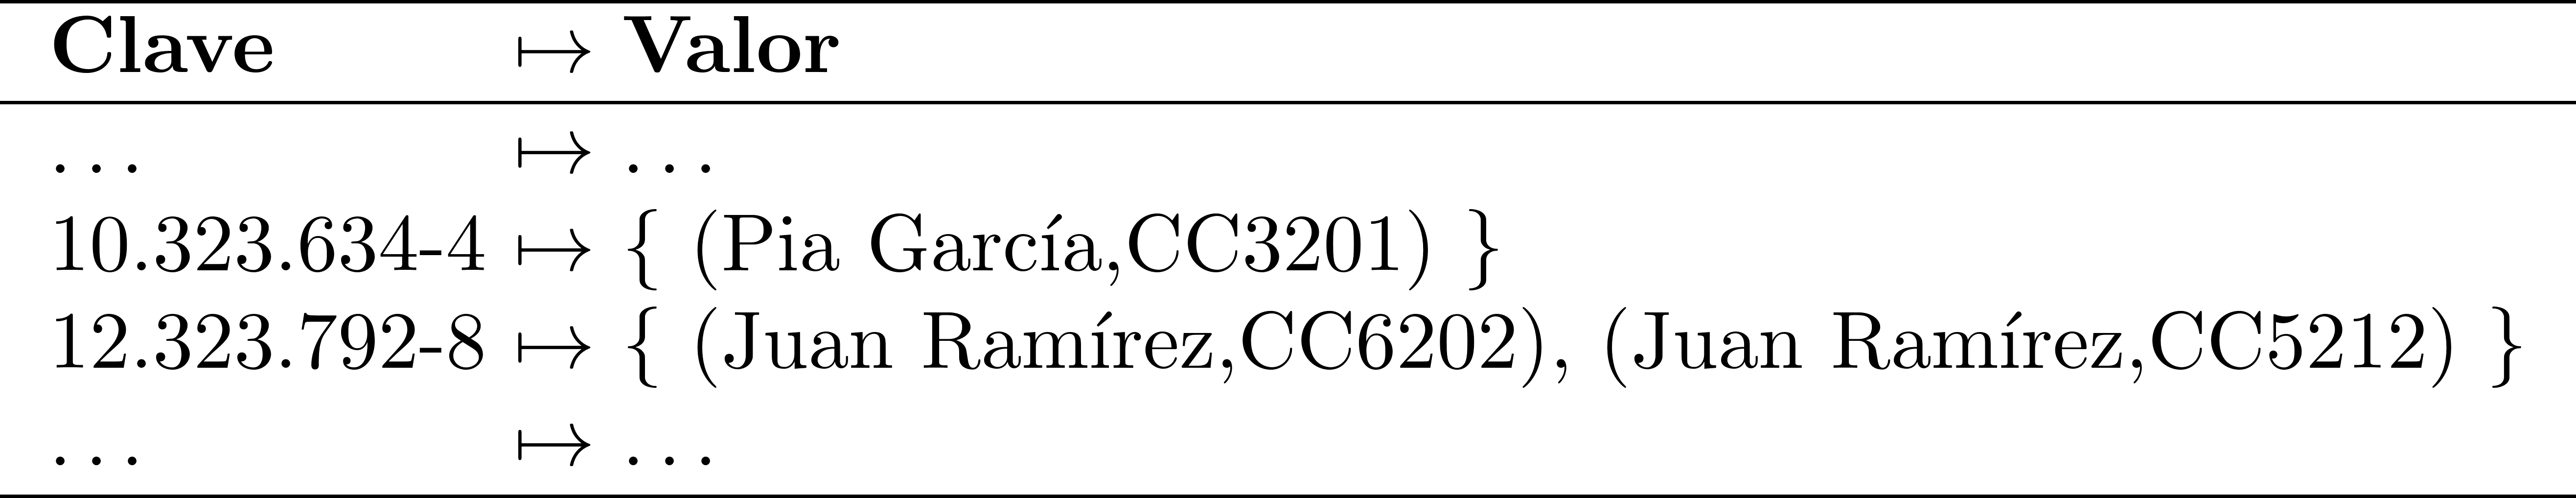 Clave ↦ Valor
... ↦ ...
10.323.634-4 ↦ { (Pia García,CC3201) }
12.323.792-8 ↦ { (Juan Ramírez,CC6202), (Juan Ramírez,CC5212) }
... ↦ ...